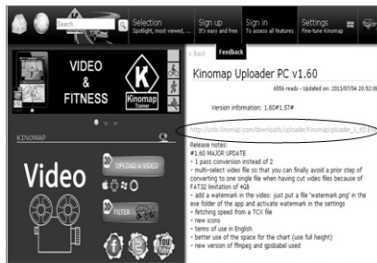 Search...
Selection
Spotlight, most viewed, ...
Sign up
It's easy and free
Sign in
To access all features
Settings
Fine-tune Kinomap
< Back
Feedback
VIDEO
&
FITNESS
Kinomap
Trainer
KINOMAP
Video
UPLOAD A VIDEO
FILTER
You
Kinomap Uploader PC v1.60
6556 reads - Updated on: 2013/07/04 20:52:08
Version information: 1.60#1.57#
Release notes:
#1.60 MAJOR UPDATE
- 1 pass conversion instead of 2
- multi-select video file so that you can finally avoid a prior step of
converting to one single file when having cut video files because of
FAT32 limitation of 4GB
- add a watermark in the video: just put a file 'watermark.png' in the
exe folder of the app and activate watermark in the settings
- fetching speed from a TCX file
- new icons
- terms of use in English
- better use of the space for the chart (use full height)
- new version of ffmpeg and gpsbabel used